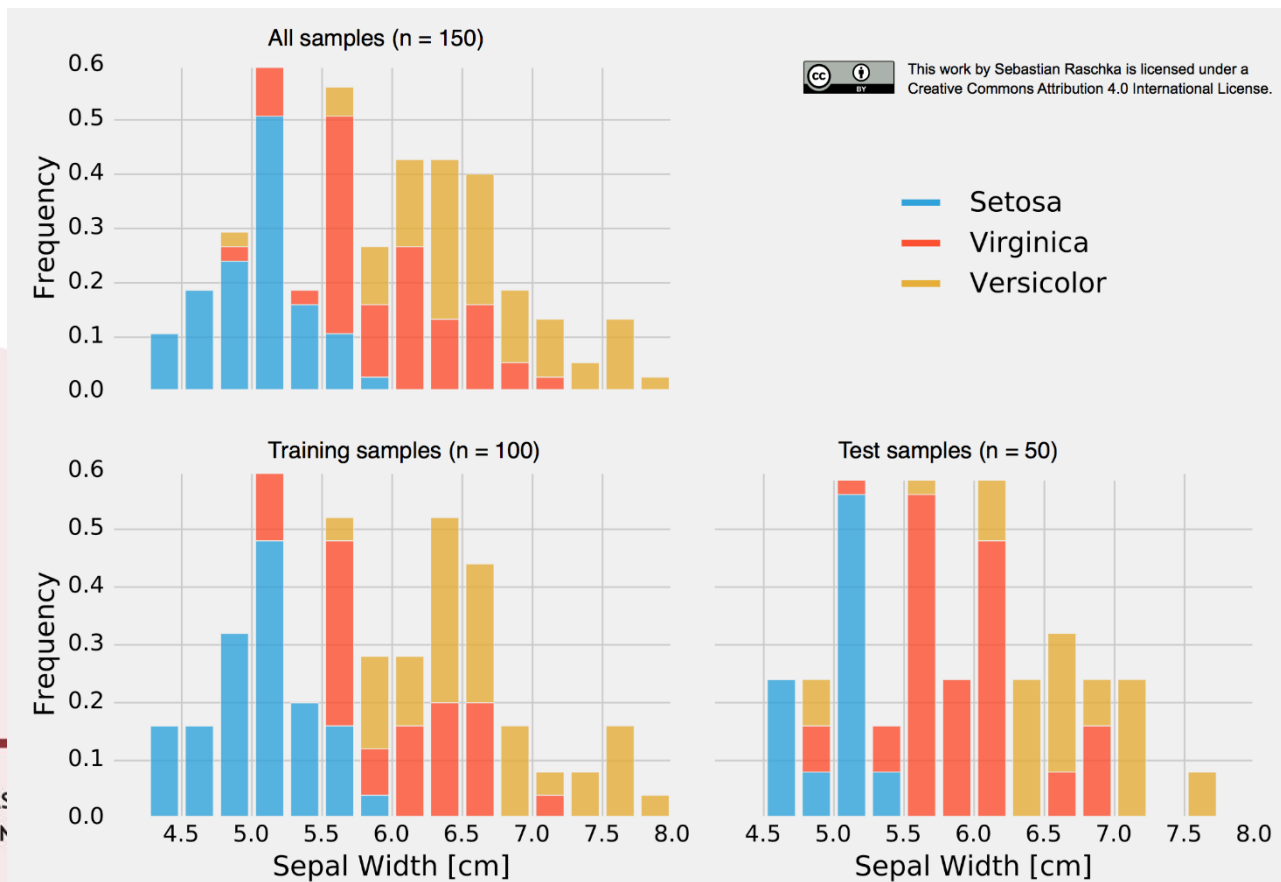 All samples (n = 150)
0.6
0.5
0.4
0.3
0.2
0.1
0.0
Frequency
cc
BY
This work by Sebastian Raschka is licensed under a
Creative Commons Attribution 4.0 International License.
Setosa
Virginica
Versicolor
Training samples (n = 100)
0.6
0.5
0.4
0.3
0.2
0.1
0.0
Frequency
4.5 5.0 5.5 6.0 6.5 7.0 7.5 8.0
Sepal Width [cm]
Test samples (n = 50)
4.5 5.0 5.5 6.0 6.5 7.0 7.5 8.0
Sepal Width [cm]